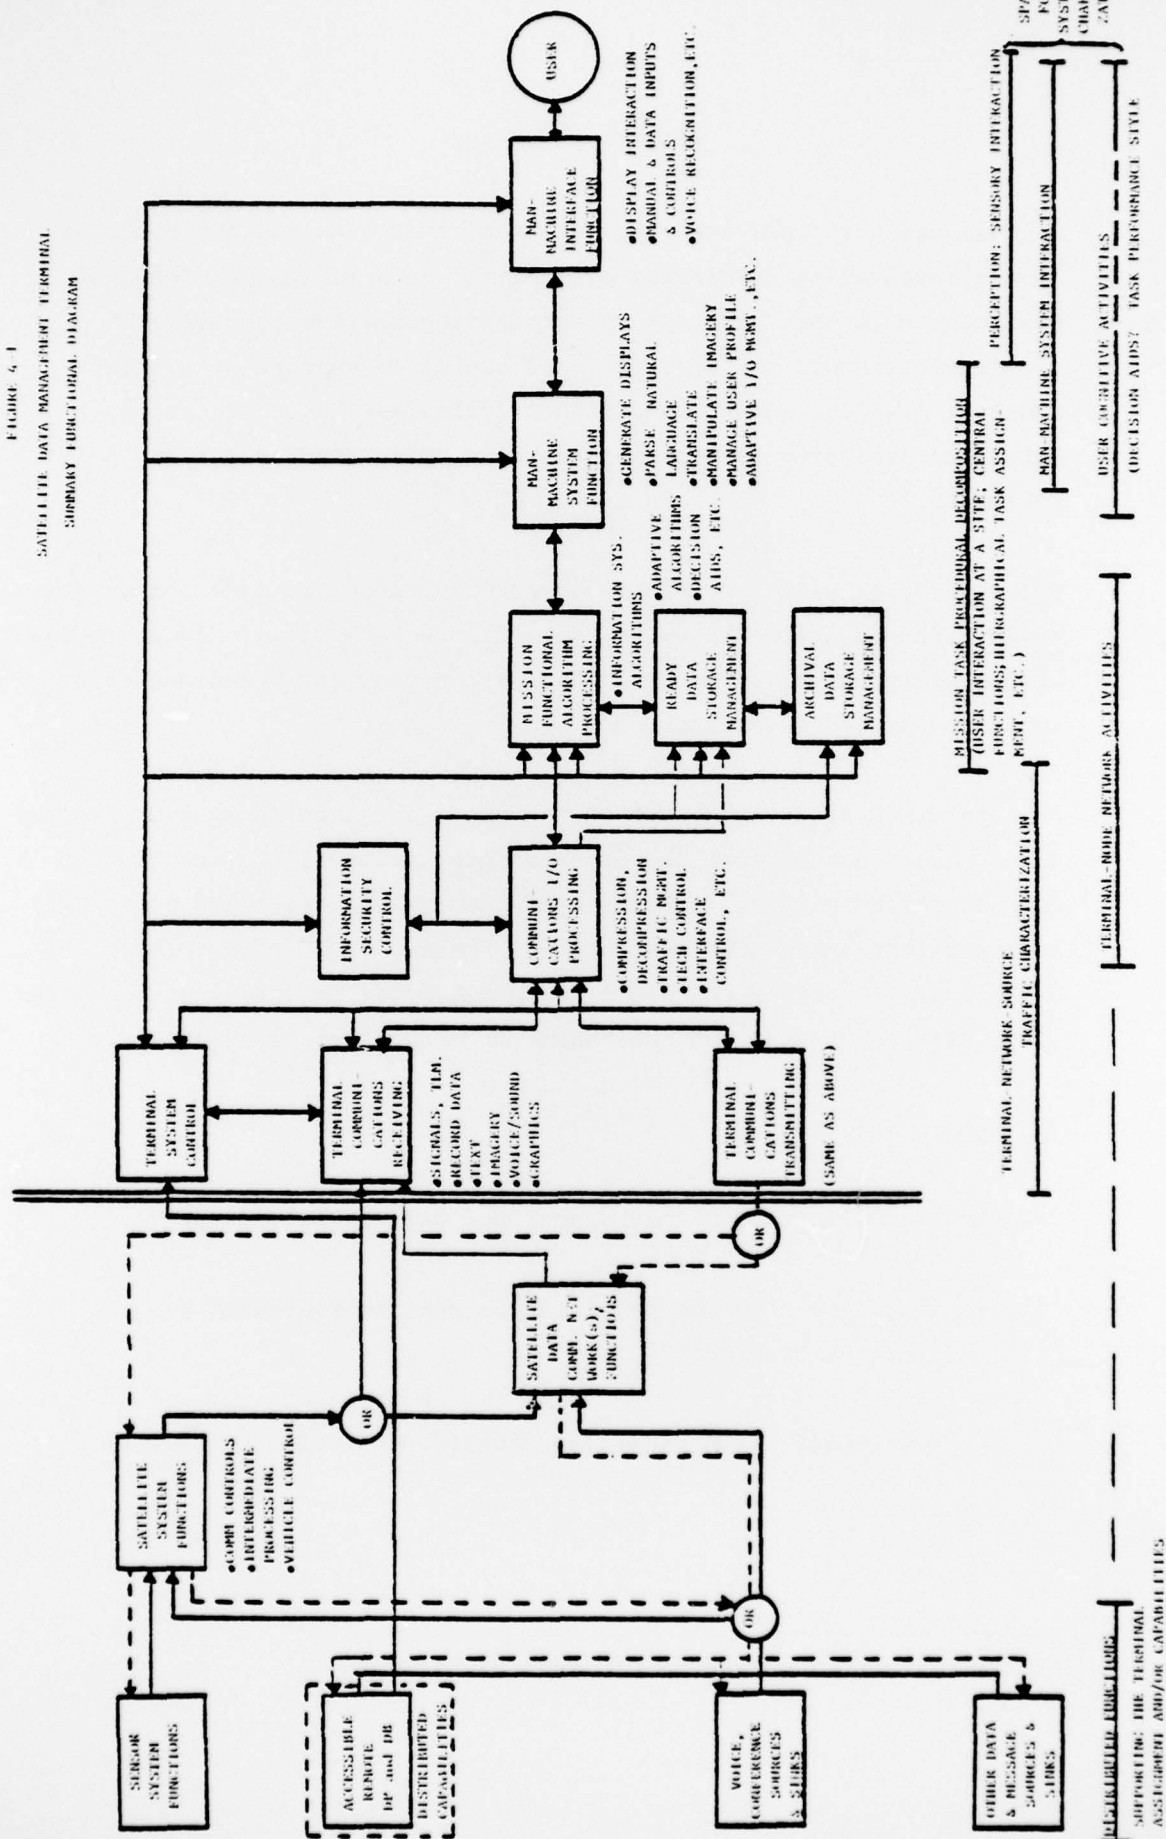 FIGURE 4-1
SATELLITE DATA MANAGEMENT TERMINAL
SUMMARY FUNCTIONAL DIAGRAM
SENSOR
SYSTEM
FUNCTIONS
ACCESSIBLE
REMOTE
DP and DB
DISTRIBUTED
CAPABILITIES
VOICE,
CONFERENCE
SOURCES
& SINKS
OTHER DATA
& MESSAGE
SOURCES &
SINKS
SATELLITE
SYSTEM
FUNCTIONS
•COMM CONTROLS
•INTERMEDIATE
PROCESSING
•VEHICLE CONTROL
OR
OR
SATELLITE
DATA
COMM. NET
WORK(S),
FUNCTIONS
OR
TERMINAL
SYSTEM
CONTROL
TERMINAL
COMMUNI-
CATIONS
RECEIVING
•SIGNALS, TLM.
•RECORD DATA
•TEXT
•IMAGERY
•VOICE/SOUND
•GRAPHICS
TERMINAL
COMMUNI-
CATIONS
TRANSMITTING
(SAME AS ABOVE)
INFORMATION
SECURITY
CONTROL
COMMUNI-
CATIONS I/O
PROCESSING
•COMPRESSION,
DECOMPRESSION
•TRAFFIC MGMT.
•TECH CONTROL
•INTERFACE
CONTROL, ETC.
MISSION
FUNCTIONAL
ALGORITHM
PROCESSING
•INFORMATION SYS.
ALGORITHMS
•ADAPTIVE
ALGORITHMS
•DECISION
AIDS, ETC.
READY
DATA
STORAGE
MANAGEMENT
ARCHIVAL
DATA
STORAGE
MANAGEMENT
MAN-
MACHINE
SYSTEM
FUNCTION
•GENERATE DISPLAYS
•PARSE NATURAL
LANGUAGE
•TRANSLATE
•MANIPULATE IMAGERY
•MANAGE USER PROFILE
•ADAPTIVE I/O MGMT.,ETC.
MAN-
MACHINE
INTERFACE
FUNCTION
•DISPLAY INTERACTION
•MANUAL & DATA INPUTS
& CONTROLS
•VOICE RECOGNITION,ETC.
USER
MISSION TASK PROCEDURAL DECOMPOSITION
(USER INTERACTION AT A SITE; CENTRAL
FUNCTIONS;HIERGRAPHICAL TASK ASSIGN-
MENT, ETC.)
PERCEPTION: SENSORY INTERACTION
TERMINAL-NETWORK-SOURCE
TRAFFIC CHARACTERIZATION
MAN-MACHINE SYSTEM INTERACTION
DISTRIBUTED FUNCTIONS
SUPPORTING THE TERMINAL
ASSIGNMENT AND/OR CAPABILITIES
TERMINAL-NODE NETWORK ACTIVITIES
USER COGNITIVE ACTIVITIES
(DECISION AIDS? TASK PERFORMANCE STYLE